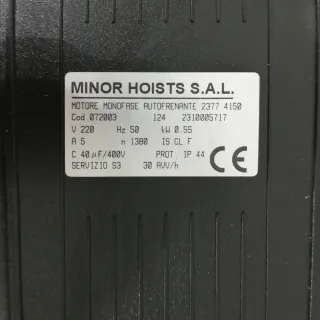 MINOR HOISTS S.A.L.
MOTORE MONOFASE AUTOFRENANTE 2377 4150
Cod.072003 124 2310005717
V 220 Hz 50 kW 0.55
A 5 n 1380 IS CL F
C 40 µF/400V PROT IP 44
SERVIZIO S3 30 AVV/h
CE